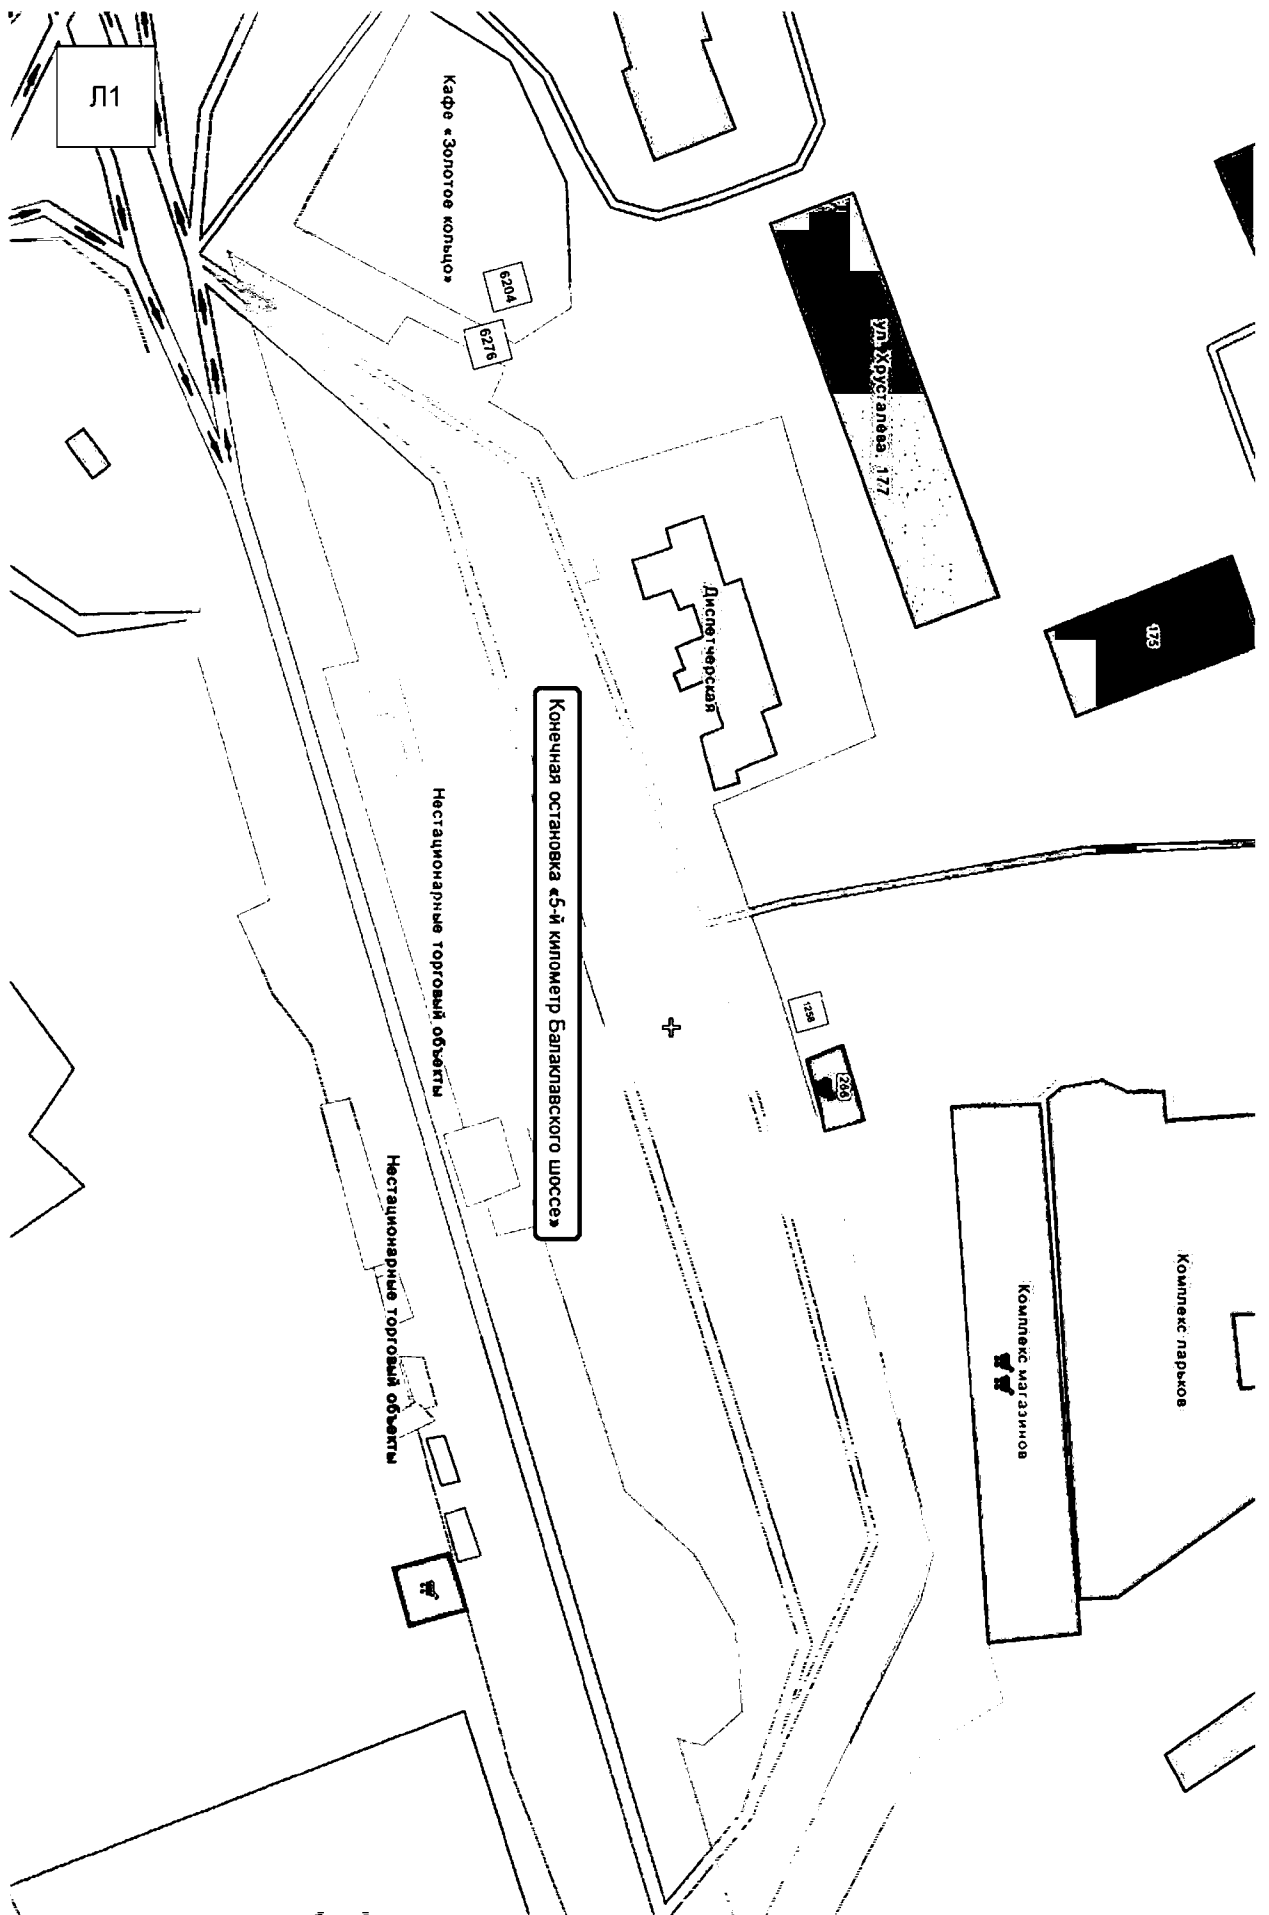 Л1
Кафе «Золотое кольцо»
6204
6276
ул. Хрусталёва, 177
173
Диспетчерская
Конечная остановка «5-й километр Балаклавского шоссе»
Нестационарные торговый объекты
1258
266
Нестационарные торговый объекты
Комплекс магазинов
Комплекс ларьков